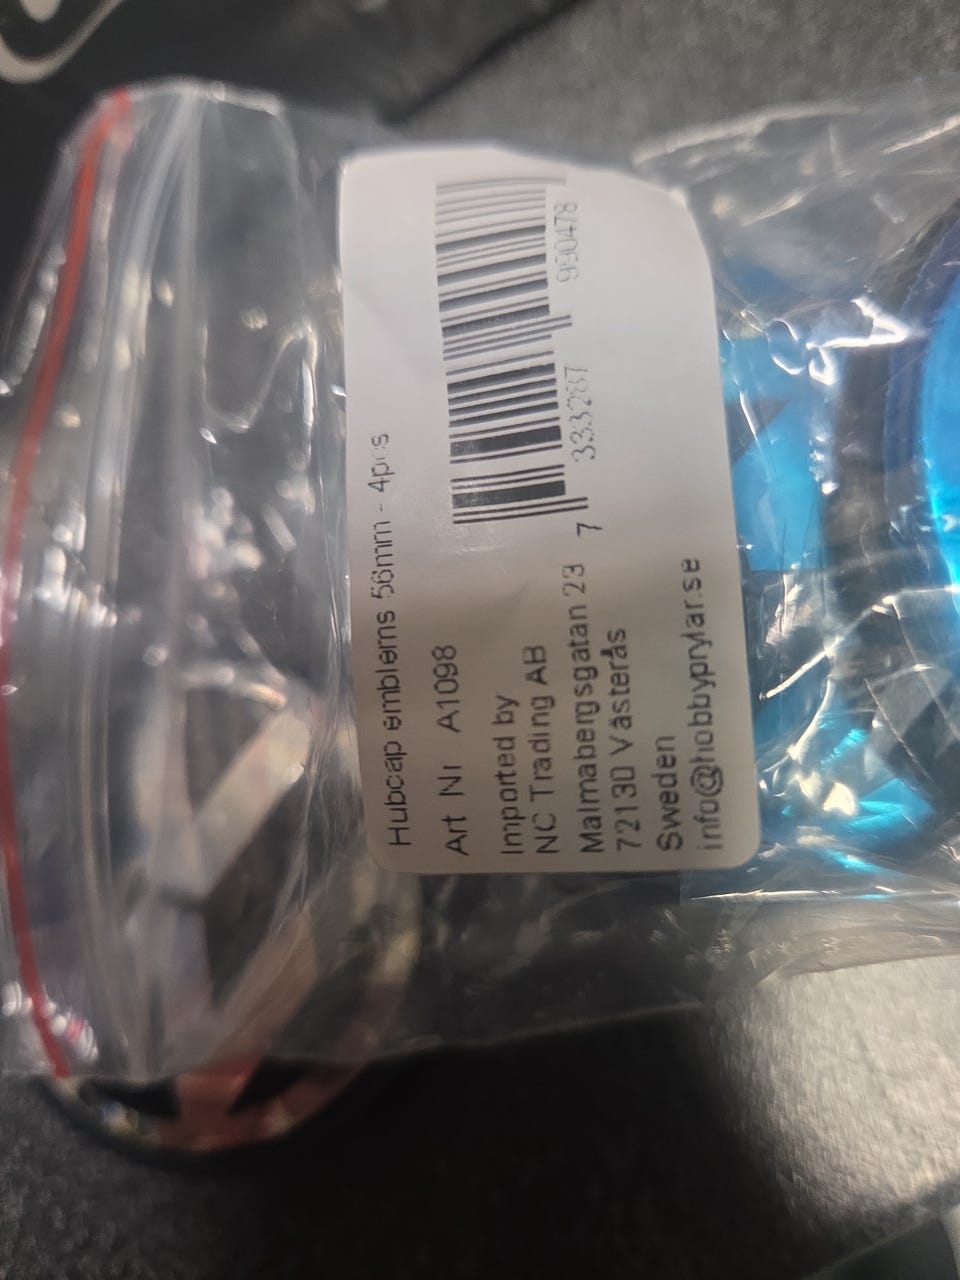 Hubcap emblems 56mm - 4pcs
Art Nr A1098
Imported by
NC Trading AB
Malmabergsgatan 23
72130 Västerås
Sweden
info@hobbyprylar.se
7 333287 990478